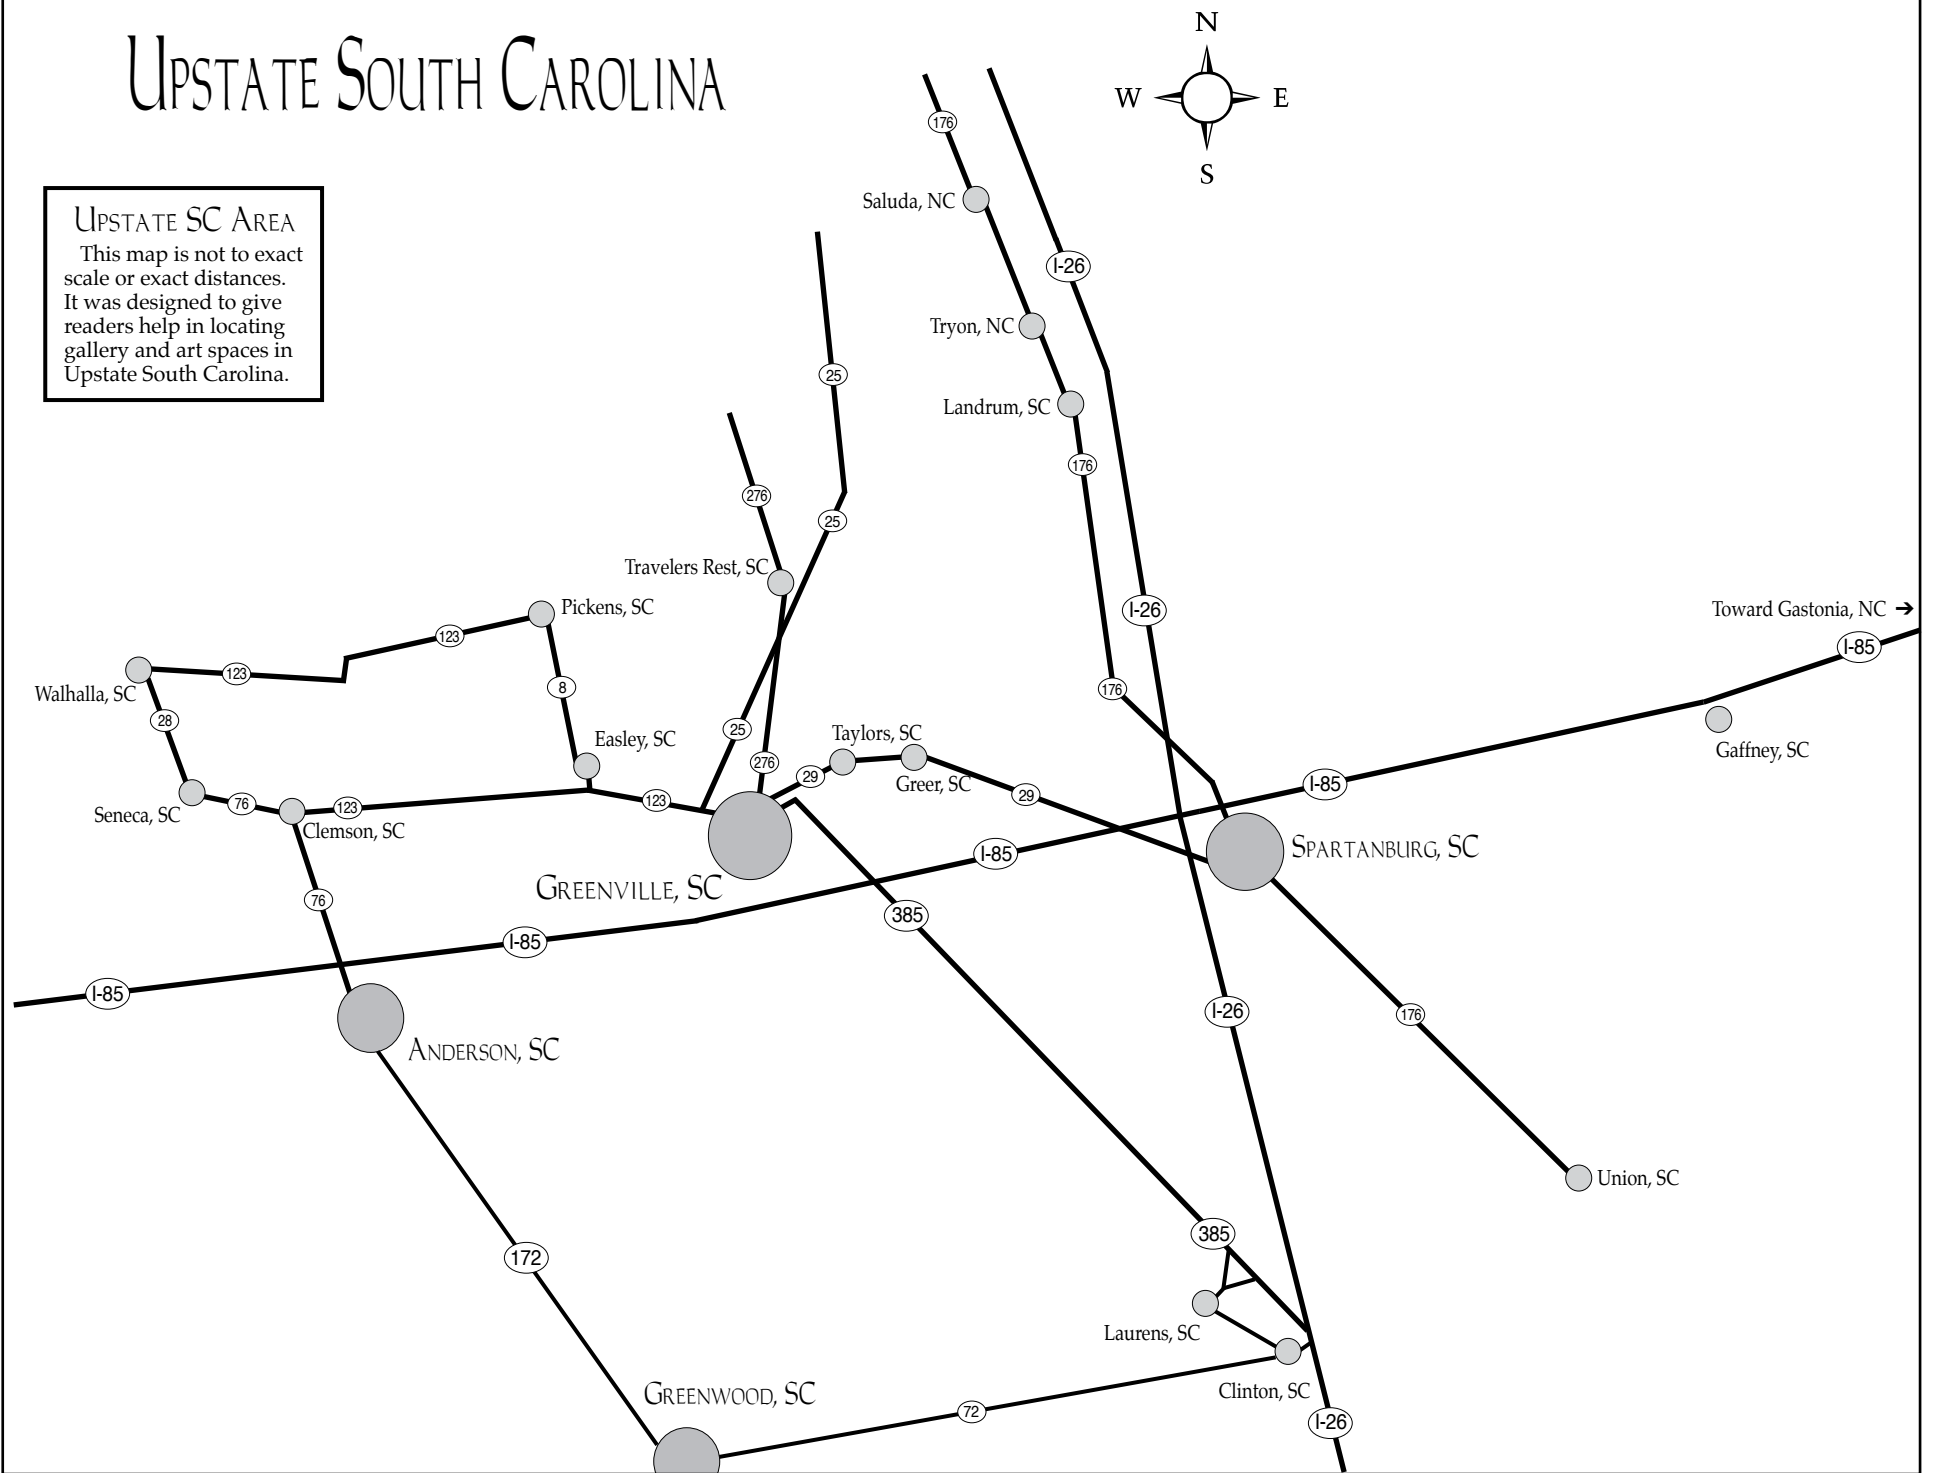 UPSTATE SOUTH CAROLINA
N
W E
S
UPSTATE SC AREA
This map is not to exact
scale or exact distances.
It was designed to give
readers help in locating
gallery and art spaces in
Upstate South Carolina.
176
Saluda, NC
I-26
Tryon, NC
25
Landrum, SC
176
276
25
Travelers Rest, SC
Pickens, SC
I-26
Toward Gastonia, NC ➔
123
I-85
123
Walhalla, SC
8
176
28
25
Gaffney, SC
Easley, SC
Taylors, SC
276
29
Greer, SC
I-85
29
Seneca, SC
76
123
123
Clemson, SC
SPARTANBURG, SC
I-85
GREENVILLE, SC
76
385
I-85
I-85
I-26
176
ANDERSON, SC
Union, SC
385
172
Laurens, SC
GREENWOOD, SC
Clinton, SC
72
I-26